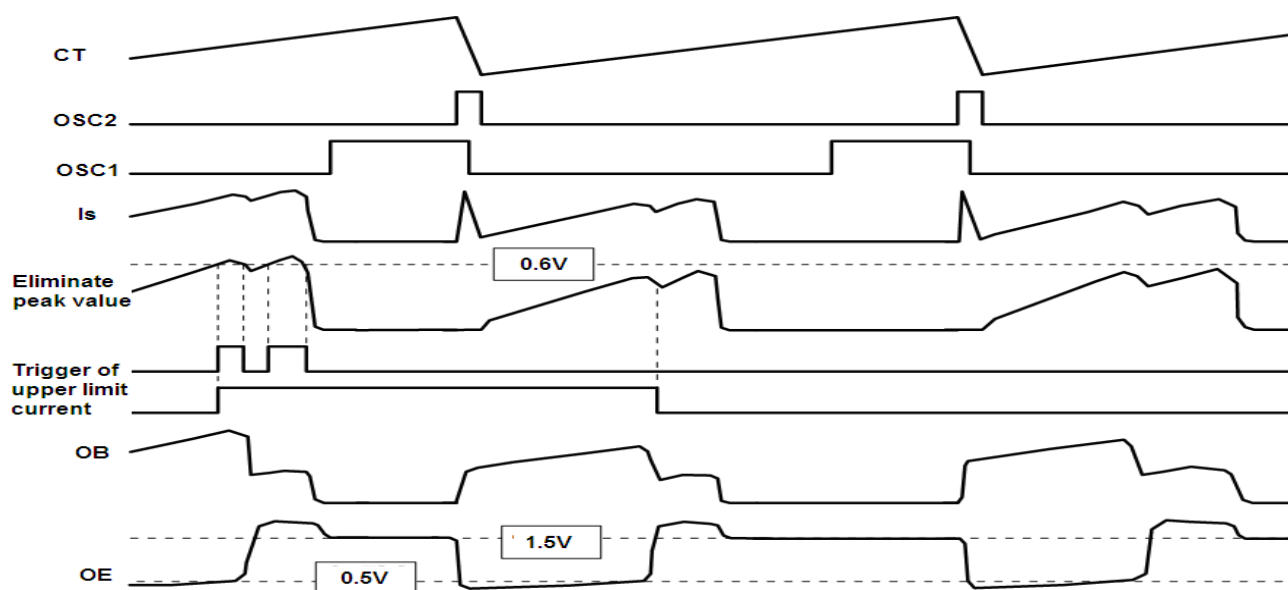 CT
OSC2
OSC1
Is
0.6V
Eliminate
peak value
Trigger of
upper limit
current
OB
1.5V
OE
0.5V